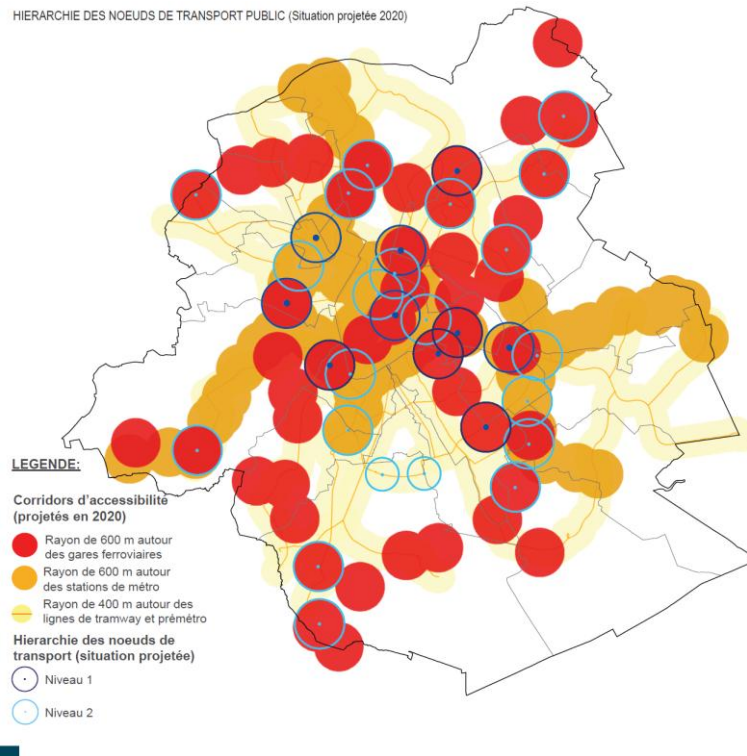 HIERARCHIE DES NOEUDS DE TRANSPORT PUBLIC (Situation projetée 2020)
LEGENDE:
Corridors d'accessibilité
(projetés en 2020)
Rayon de 600 m autour
des gares ferroviaires
Rayon de 600 m autour
des stations de métro
Rayon de 400 m autour des
lignes de tramway et prémétro
Hierarchie des noeuds de
transport (situation projetée)
Niveau 1
Niveau 2